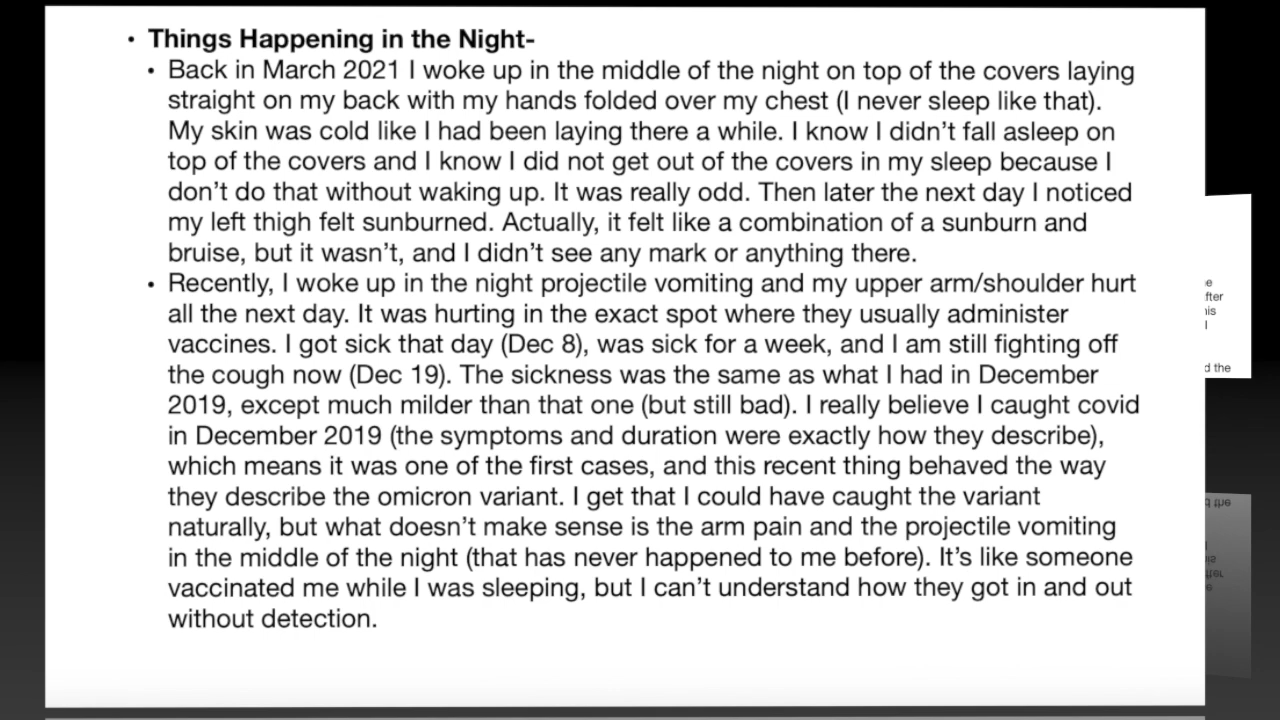 • Things Happening in the Night-
• Back in March 2021 I woke up in the middle of the night on top of the covers laying
straight on my back with my hands folded over my chest (I never sleep like that).
My skin was cold like I had been laying there a while. I know I didn’t fall asleep on
top of the covers and I know I did not get out of the covers in my sleep because I
don’t do that without waking up. It was really odd. Then later the next day I noticed
my left thigh felt sunburned. Actually, it felt like a combination of a sunburn and
bruise, but it wasn’t, and I didn’t see any mark or anything there.
• Recently, I woke up in the night projectile vomiting and my upper arm/shoulder hurt
all the next day. It was hurting in the exact spot where they usually administer
vaccines. I got sick that day (Dec 8), was sick for a week, and I am still fighting off
the cough now (Dec 19). The sickness was the same as what I had in December
2019, except much milder than that one (but still bad). I really believe I caught covid
in December 2019 (the symptoms and duration were exactly how they describe),
which means it was one of the first cases, and this recent thing behaved the way
they describe the omicron variant. I get that I could have caught the variant
naturally, but what doesn’t make sense is the arm pain and the projectile vomiting
in the middle of the night (that has never happened to me before). It’s like someone
vaccinated me while I was sleeping, but I can’t understand how they got in and out
without detection.